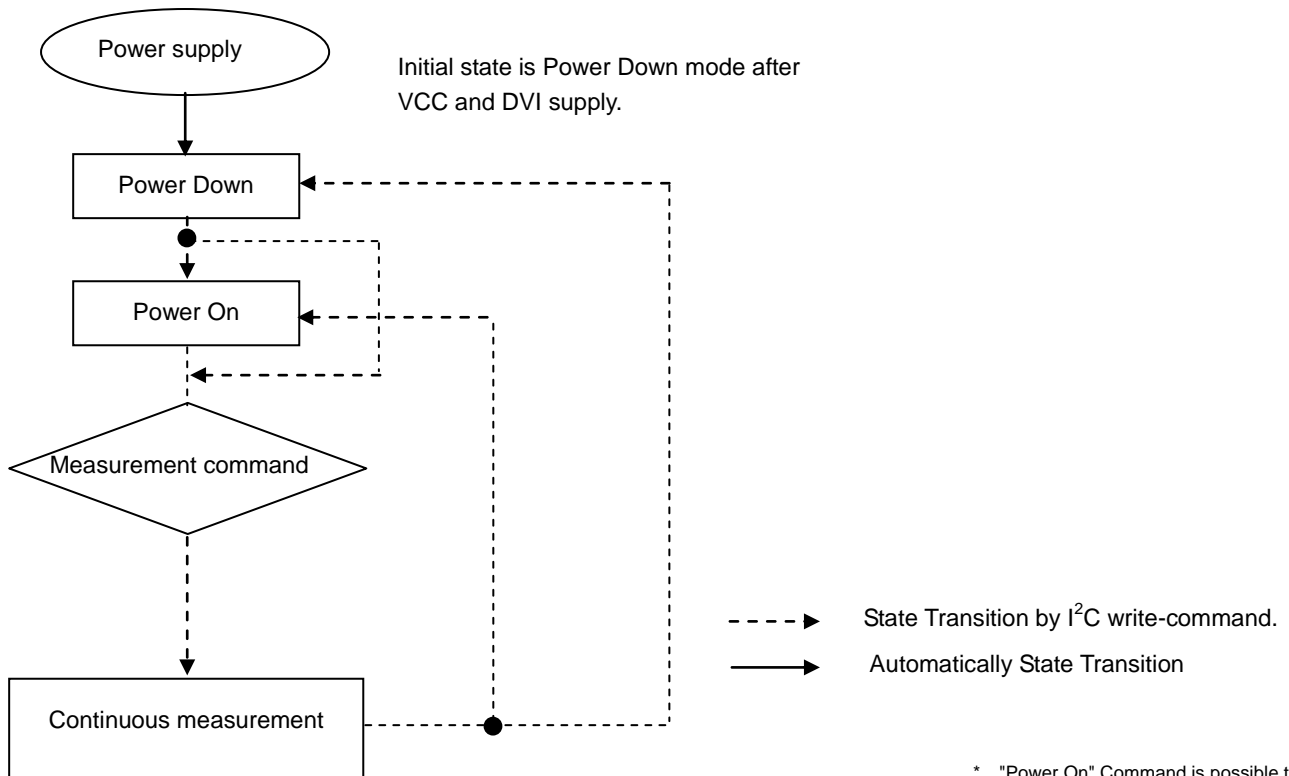 Power supply
Initial state is Power Down mode after
VCC and DVI supply.
Power Down
Power On
Measurement command
Continuous measurement
State Transition by I²C write-command.
Automatically State Transition
* "Power On" Command is possible t